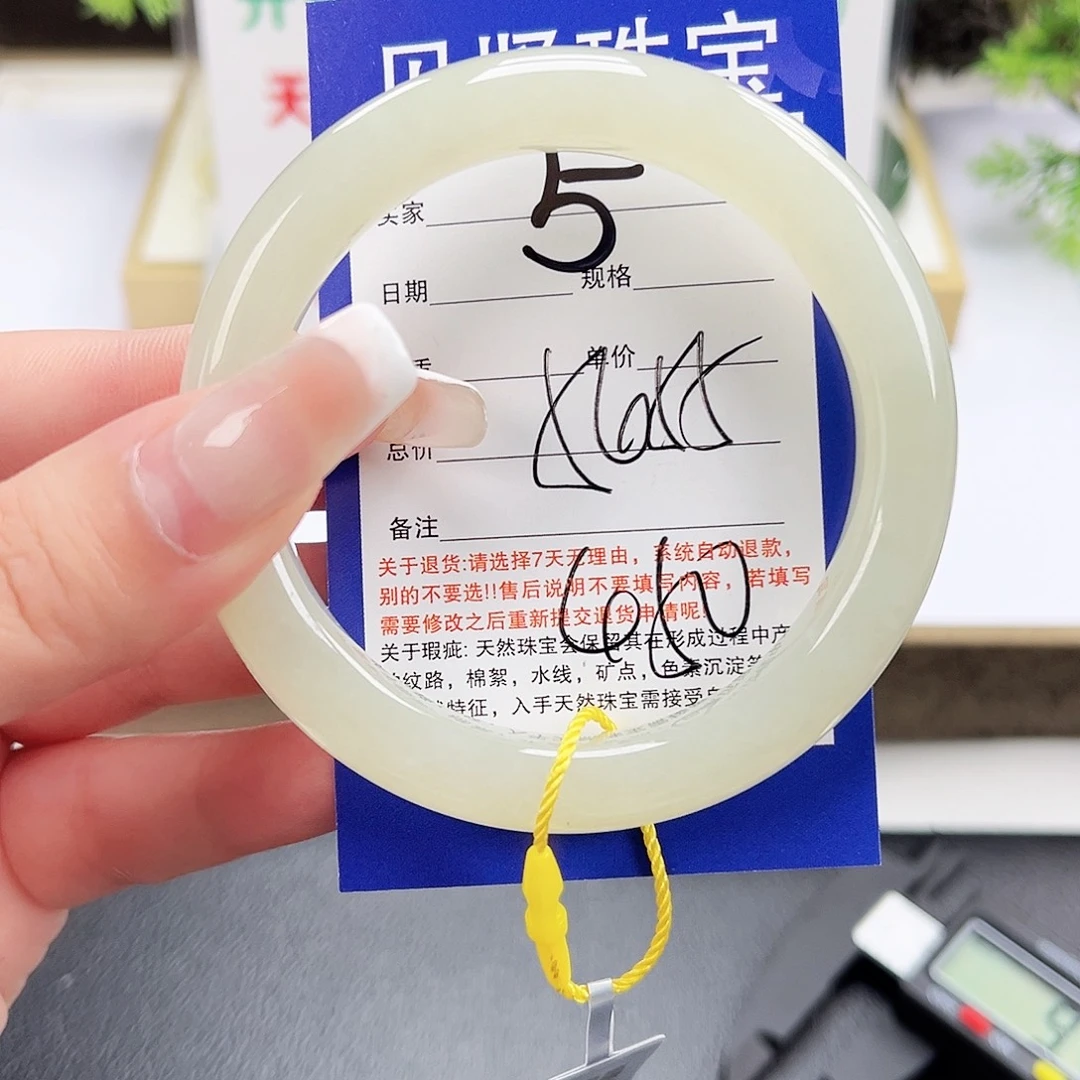 天
珠宝
5
卖家
日期 规格
单价
总价
备注
关于退货:请选择7天无理由，系统自动退款，
别的不要选!!售后说明不要填写内容，若填写
需要修改之后重新提交退货申请呢!
关于瑕疵: 天然珠宝会保留其在形成过程中产
纹路，棉絮，水线，矿点，色素沉淀等
特征，入手天然珠宝需接受